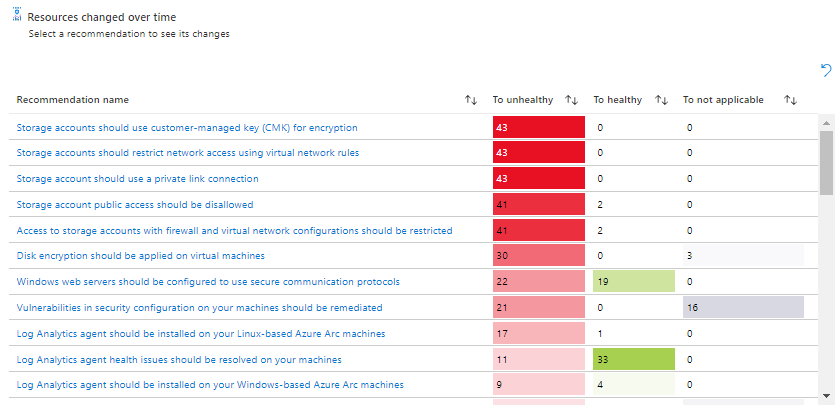 Resources changed over time
Select a recommendation to see its changes
Recommendation name To unhealthy To healthy To not applicable
Storage accounts should use customer-managed key (CMK) for encryption 43 0 0
Storage accounts should restrict network access using virtual network rules 43 0 0
Storage account should use a private link connection 43 0 0
Storage account public access should be disallowed 41 2 0
Access to storage accounts with firewall and virtual network configurations should be restricted 41 2 0
Disk encryption should be applied on virtual machines 30 0 3
Windows web servers should be configured to use secure communication protocols 22 19 0
Vulnerabilities in security configuration on your machines should be remediated 21 0 16
Log Analytics agent should be installed on your Linux-based Azure Arc machines 17 1 0
Log Analytics agent health issues should be resolved on your machines 11 33 0
Log Analytics agent should be installed on your Windows-based Azure Arc machines 9 4 0